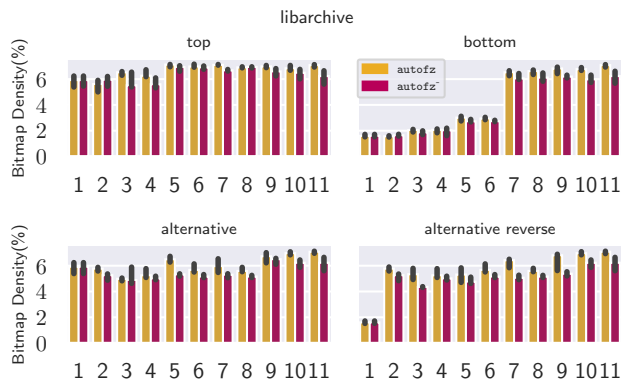 libarchive
top
bottom
Bitmap Density(%)
6
4
2
0
autofz
autofz-
1 2 3 4 5 6 7 8 9 10 11
1 2 3 4 5 6 7 8 9 10 11
alternative
alternative reverse
Bitmap Density(%)
6
4
2
0
1 2 3 4 5 6 7 8 9 10 11
1 2 3 4 5 6 7 8 9 10 11